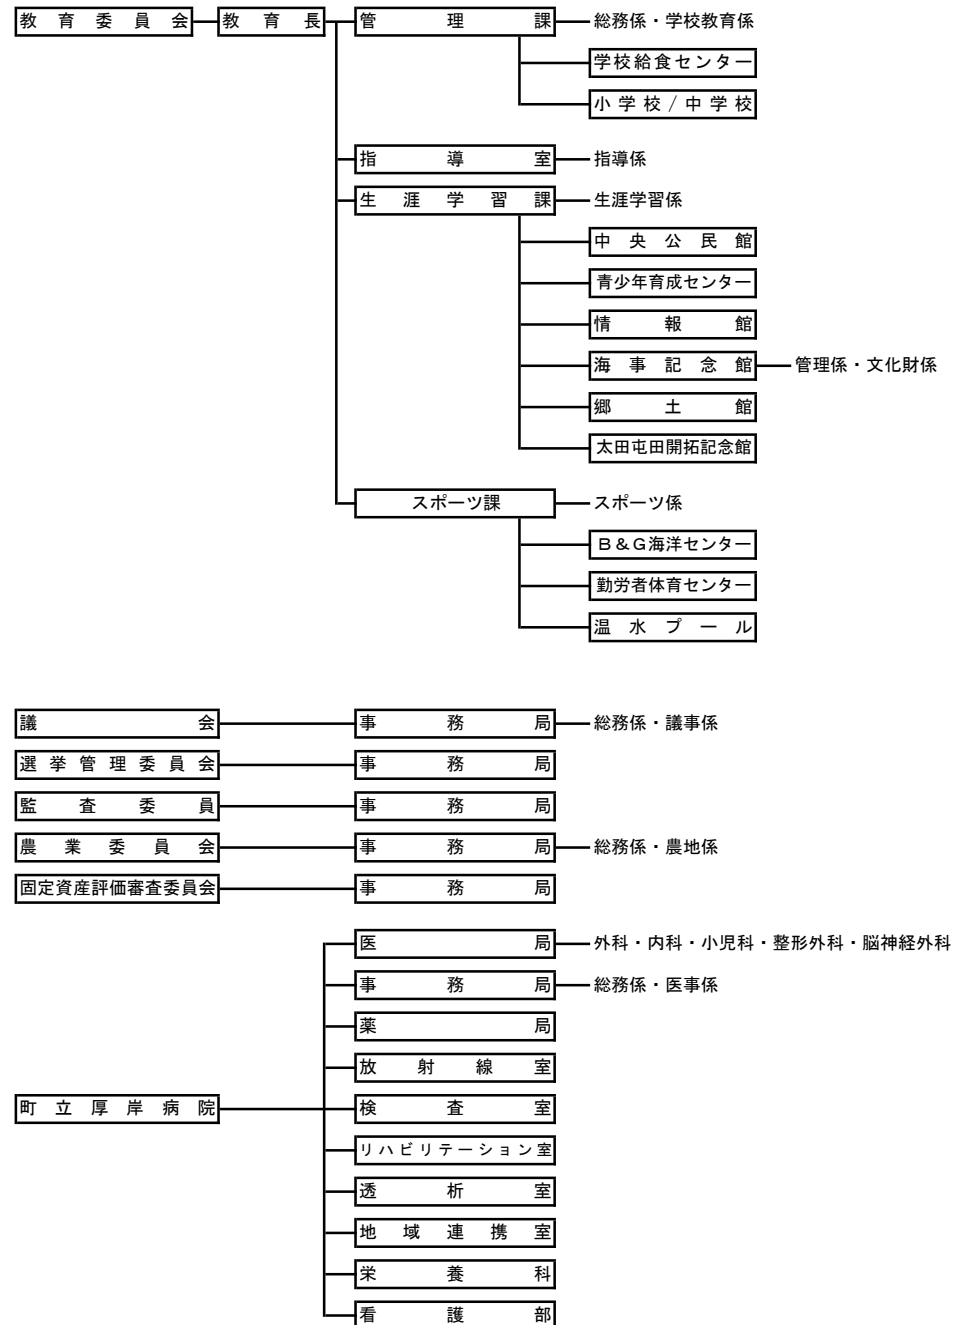 教育委員会 教育長 管理課 総務係・学校教育係
学校給食センター
小学校/中学校
指導室 指導係
生涯学習課 生涯学習係
中央公民館
青少年育成センター
情報館
海事記念館 管理係・文化財係
郷土館
太田屯田開拓記念館
スポーツ課 スポーツ係
B&G海洋センター
勤労者体育センター
温水プール
議会 事務局 総務係・議事係
選挙管理委員会 事務局
監査委員 事務局
農業委員会 事務局 総務係・農地係
固定資産評価審査委員会 事務局
医局 外科・内科・小児科・整形外科・脳神経外科
事務局 総務係・医事係
薬局
放射線室
町立厚岸病院 検査室
リハビリテーション室
透析室
地域連携室
栄養科
看護部